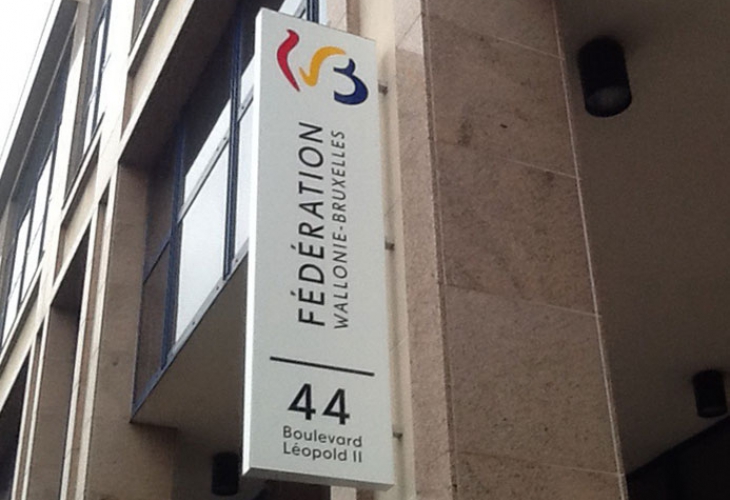 FÉDÉRATION
WALLONIE-BRUXELLES
44
Boulevard
Léopold II